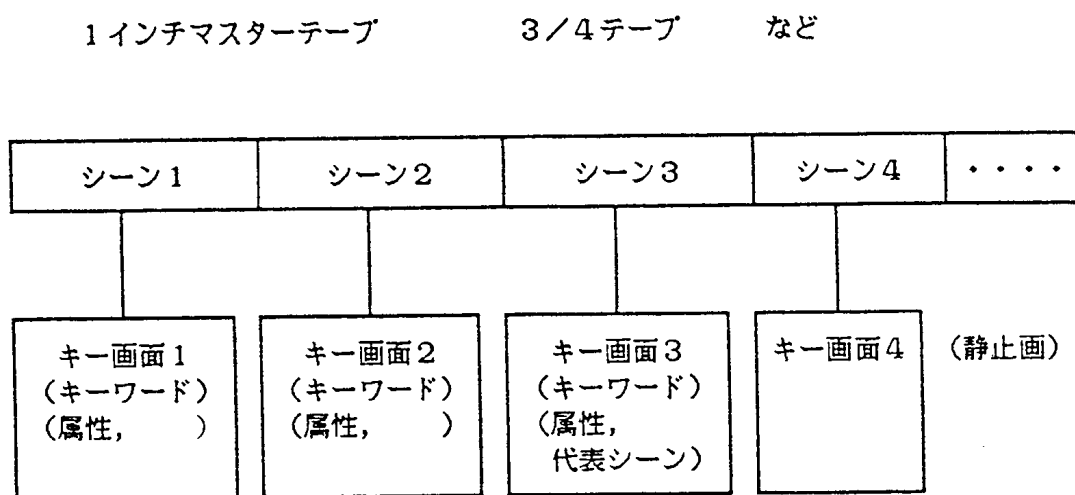 1インチマスターテープ 3/4テープ など
シーン1 シーン2 シーン3 シーン4 ・・・・
キー画面1 キー画面2 キー画面3 キー画面4 (静止画)
(キーワード) (キーワード) (キーワード)
(属性, ) (属性, ) (属性,
代表シーン)